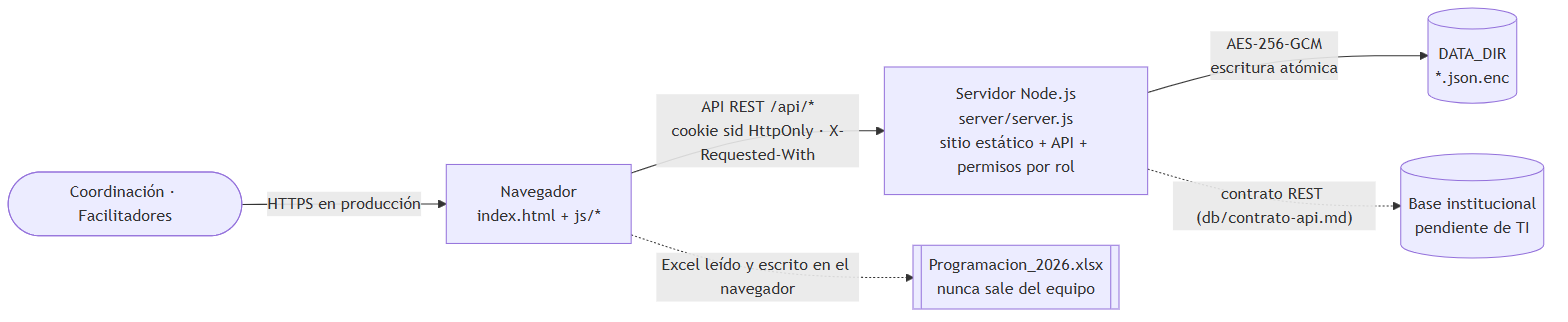 Coordinación ·
Facilitadores
HTTPS en producción
Navegador
index.html + js/*
API REST /api/*
cookie sid HttpOnly · X-
Requested-With
Excel leído y escrito en el
navegador
Servidor Node.js
server/server.js
sitio estático + API +
permisos por rol
Programacion_2026.xlsx
nunca sale del equipo
AES-256-GCM
escritura atómica
contrato REST
(db/contrato-api.md)
DATA_DIR
*.json.enc
Base institucional
pendiente de TI